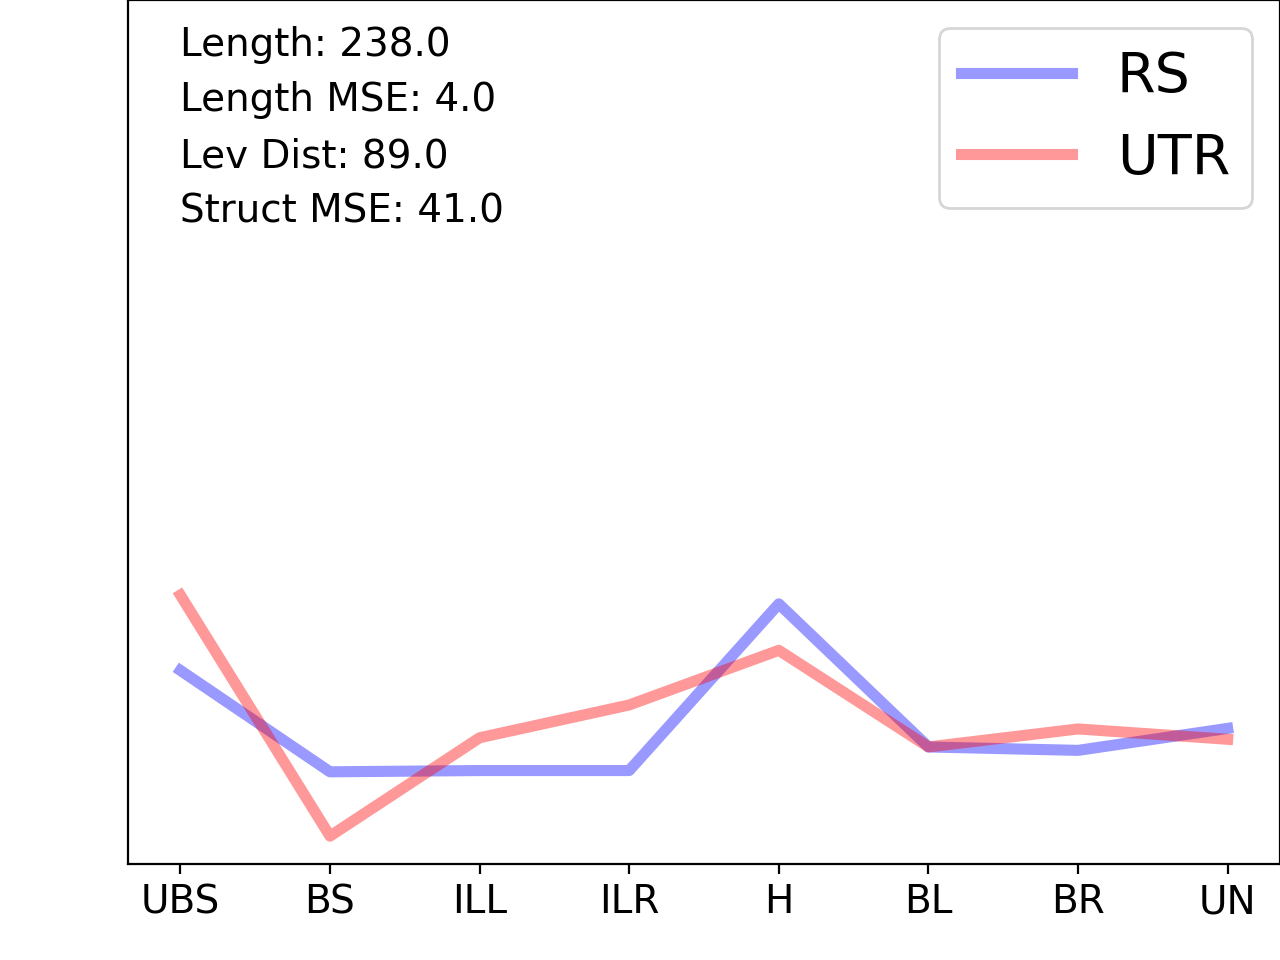 Length: 238.0
Length MSE: 4.0
Lev Dist: 89.0
Struct MSE: 41.0
RS
UTR
UBS BS ILL ILR H BL BR UN